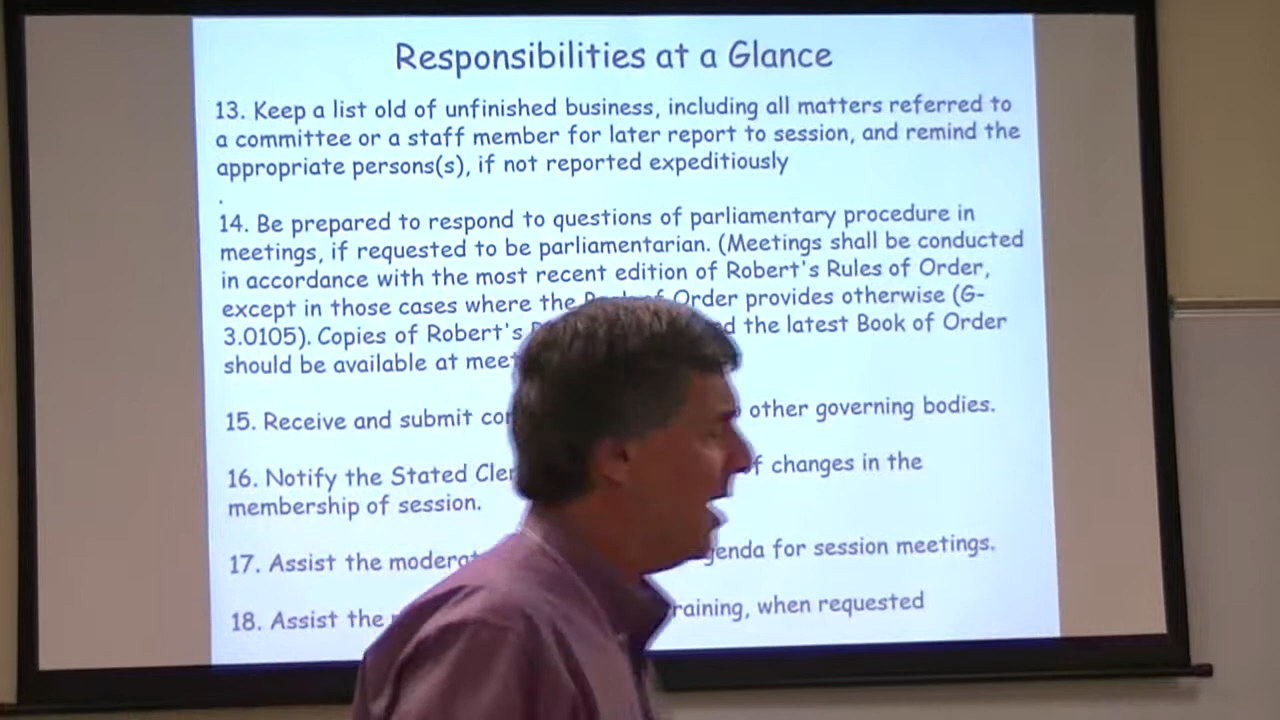 Responsibilities at a Glance
13. Keep a list old of unfinished business, including all matters referred to
a committee or a staff member for later report to session, and remind the
appropriate persons(s), if not reported expeditiously
.
14. Be prepared to respond to questions of parliamentary procedure in
meetings, if requested to be parliamentarian. (Meetings shall be conducted
in accordance with the most recent edition of Robert's Rules of Order,
except in those cases where the Order provides otherwise (G-
3.0105). Copies of Robert's the latest Book of Order
should be available at
15. Receive and submit other governing bodies.
16. Notify the Stated changes in the
membership of session.
17. Assist the for session meetings.
18. Assist the when requested